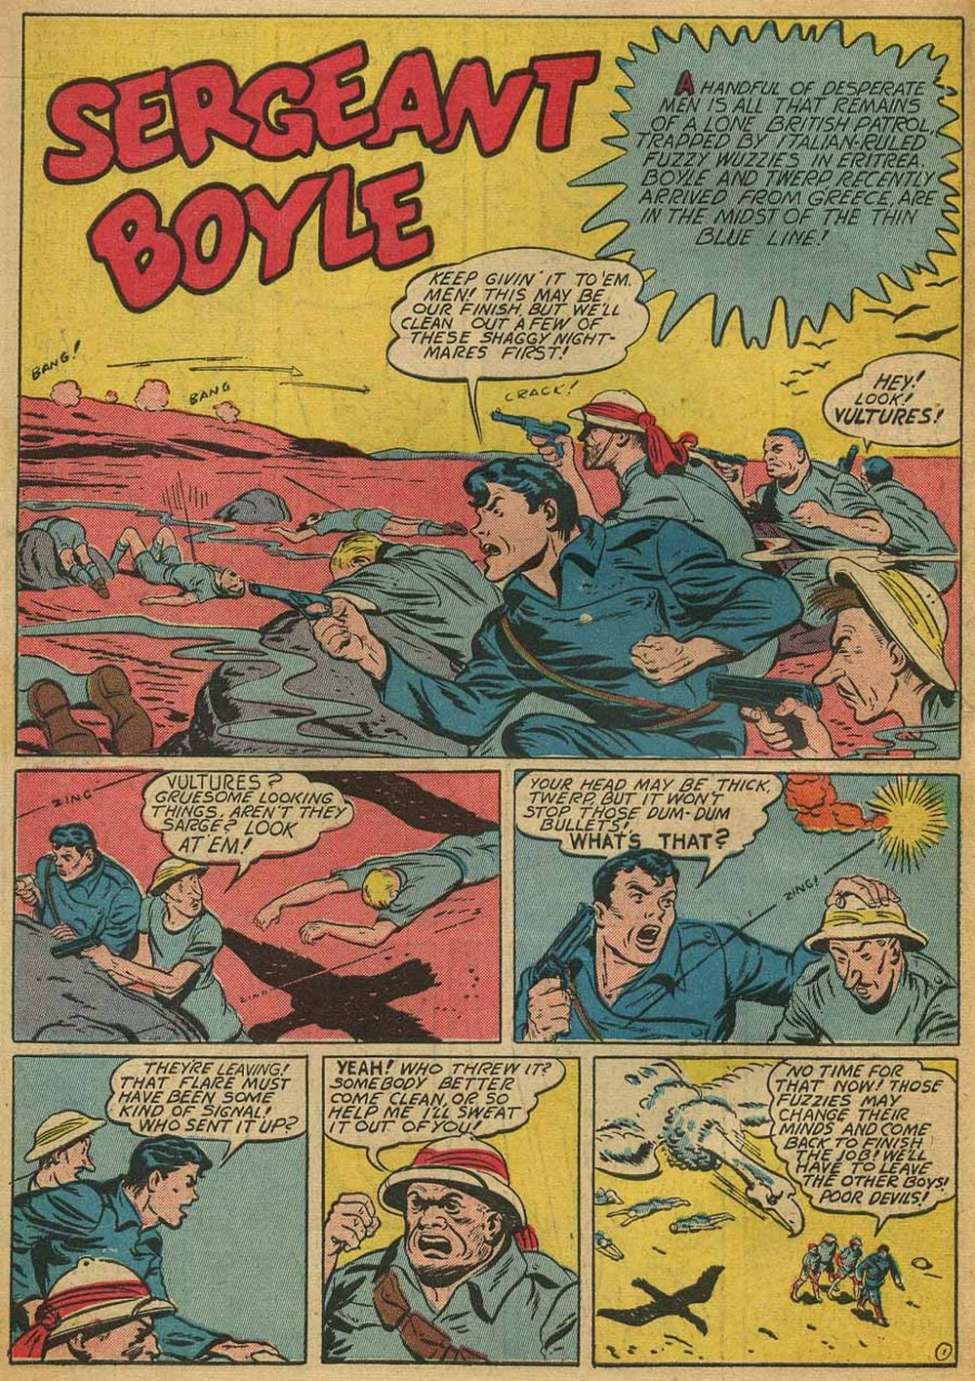 SERGEANT
BOYLE
A HANDFUL OF DESPERATE
MEN IS ALL THAT REMAINS
OF A LONE BRITISH PATROL,
TRAPPED BY ITALIAN-RULED
FUZZY WUZZIES IN ERITREA.
BOYLE AND TWERP, RECENTLY
ARRIVED FROM GREECE, ARE
IN THE MIDST OF THE THIN
BLUE LINE!
KEEP GIVIN' IT TO 'EM,
MEN! THIS MAY BE
OUR FINISH, BUT WE'LL
CLEAN OUT A FEW OF
THESE SHAGGY NIGHT-
MARES FIRST!
BANG!
BANG
CRACK!
HEY!
LOOK!
VULTURES!
ZING
VULTURES?
GRUESOME LOOKING
THINGS, AREN'T THEY
SARGE? LOOK
AT 'EM!
ZING
YOUR HEAD MAY BE THICK,
TWERP, BUT IT WON'T
STOP THOSE DUM-DUM
BULLETS!
WHAT'S THAT?
ZING!
THEY'RE LEAVING!
THAT FLARE MUST
HAVE BEEN SOME
KIND OF SIGNAL!
WHO SENT IT UP?
YEAH! WHO THREW IT?
SOMEBODY BETTER
COME CLEAN, OR SO
HELP ME I'LL SWEAT
IT OUT OF YOU!
NO TIME FOR
THAT NOW! THOSE
FUZZIES MAY
CHANGE THEIR
MINDS AND COME
BACK TO FINISH
THE JOB! WE'LL
HAVE TO LEAVE
THE OTHER BOYS!
POOR DEVILS!
1